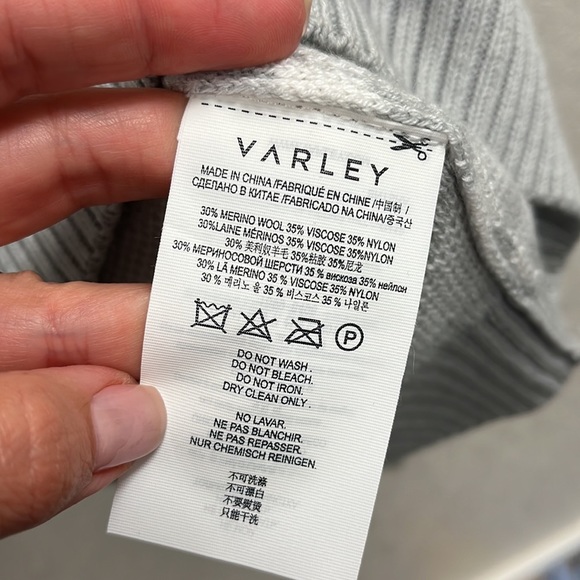 VARLEY
MADE IN CHINA /FABRIQUÉ EN CHINE /中国制 /
СДЕЛАНО В КИТАЕ /FABRICADO NA CHINA/중국산
30% MERINO WOOL 35% VISCOSE 35% NYLON
30%LAINE MÉRINOS 35% VISCOSE 35%NYLON
30% 美利奴羊毛 35%粘胶 35%尼龙
30% МЕРИНОСОВОЙ ШЕРСТИ 35 % вискоза 35% нейлон
30% LÃ MERINO 35 % VISCOSE 35% NYLON
30 % 메리노 울 35 % 비스코스 35 % 나일론
P
DO NOT WASH .
DO NOT BLEACH.
DO NOT IRON.
DRY CLEAN ONLY .
NO LAVAR.
NE PAS BLANCHIR.
NE PAS REPASSER.
NUR CHEMISCH REINIGEN.
不可洗涤
不可漂白
不要熨烫
只能干洗